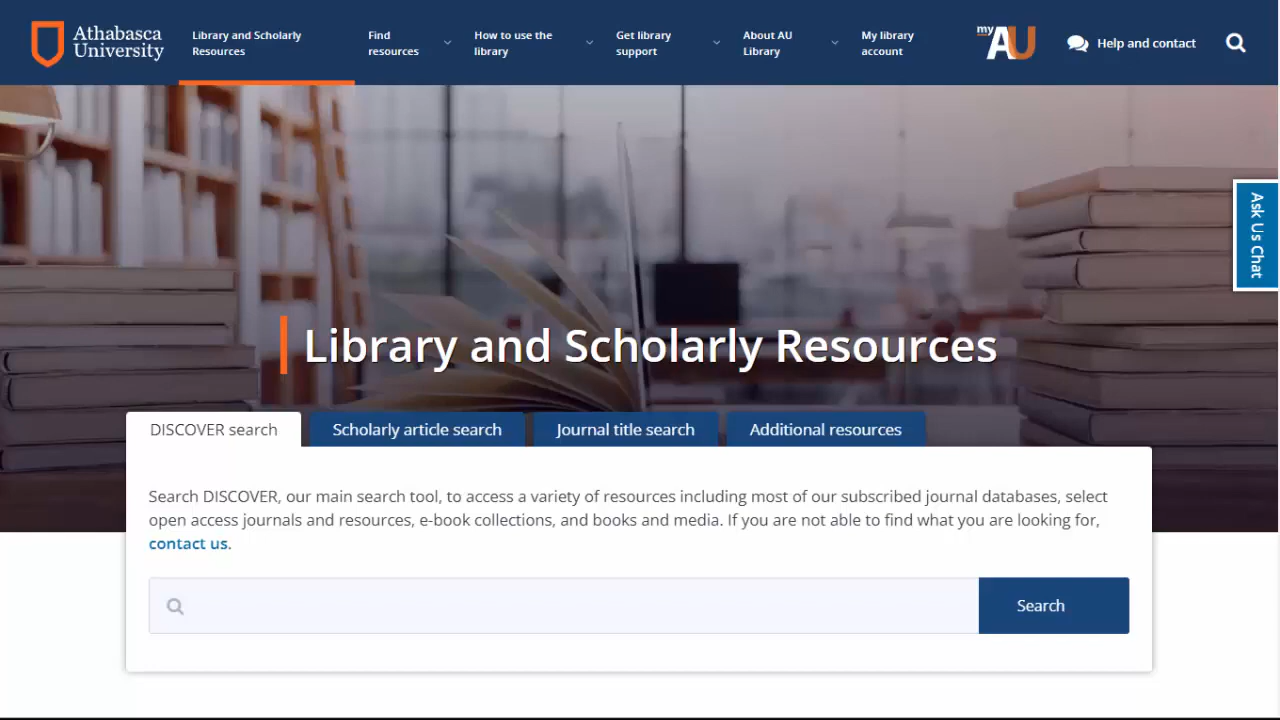 Athabasca
University
Library and Scholarly
Resources
Find
resources
How to use the
library
Get library
support
About AU
Library
My library
account
my
AU
Help and contact
Ask Us Chat
Library and Scholarly Resources
DISCOVER search
Scholarly article search
Journal title search
Additional resources
Search DISCOVER, our main search tool, to access a variety of resources including most of our subscribed journal databases, select
open access journals and resources, e-book collections, and books and media. If you are not able to find what you are looking for,
contact us.
Search